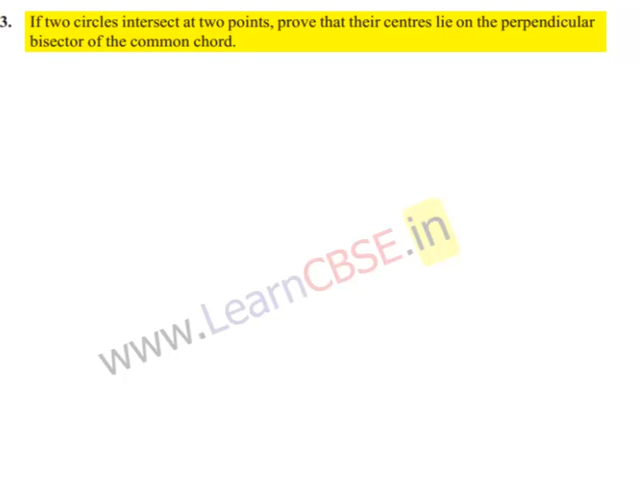 3. If two circles intersect at two points, prove that their centres lie on the perpendicular
bisector of the common chord.
www.LearnCBSE.in